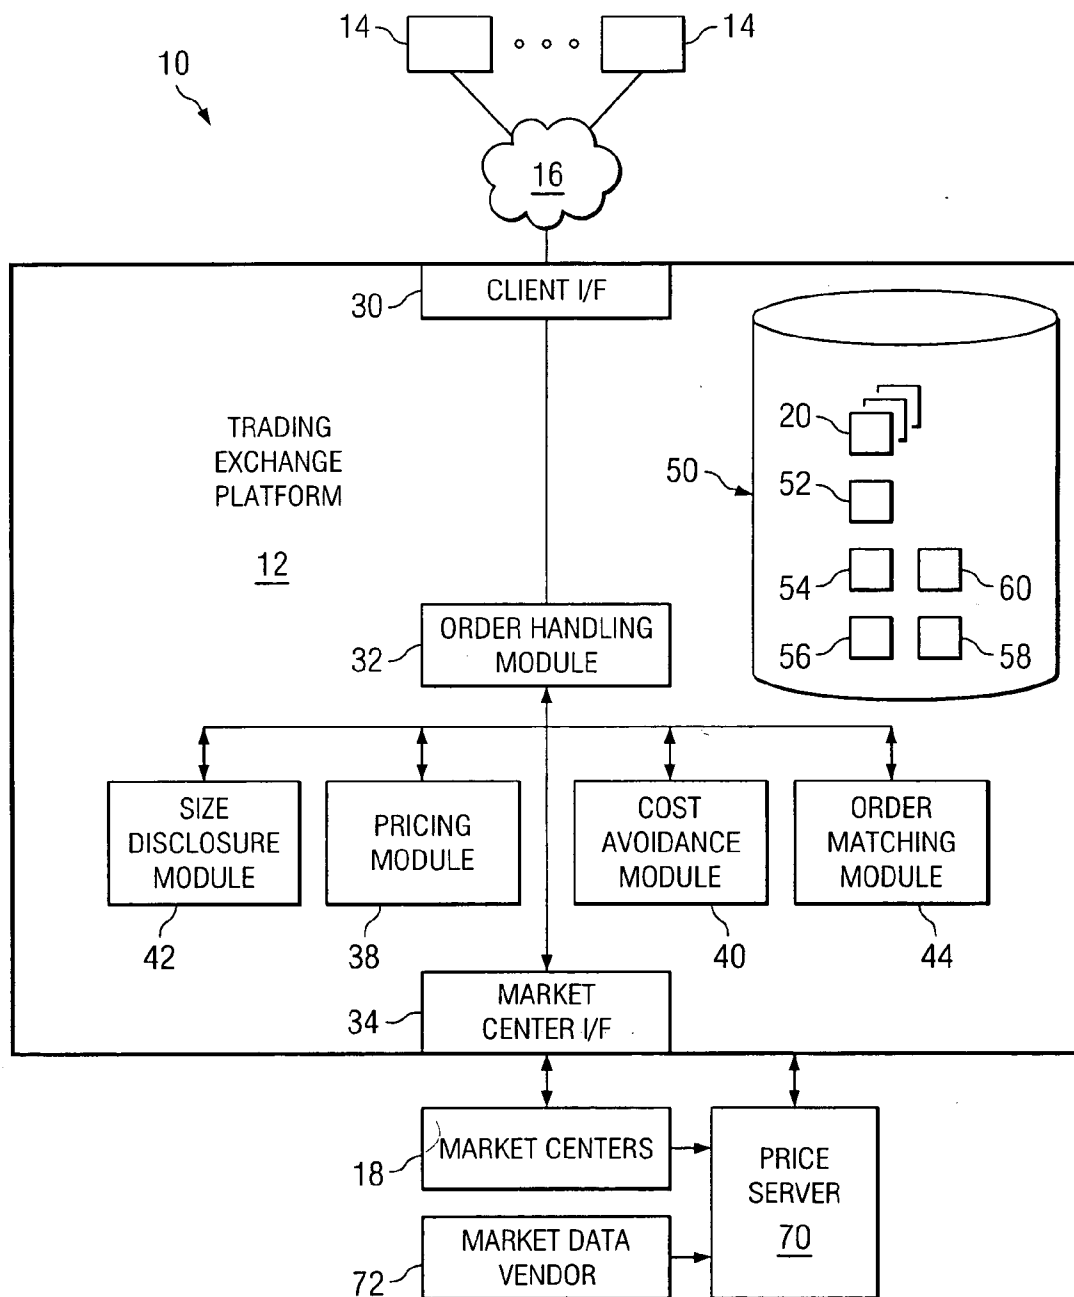 14
14
10
16
CLIENT I/F
30
TRADING
EXCHANGE
PLATFORM
12
20
50
52
54
60
56
58
ORDER HANDLING
MODULE
32
SIZE
DISCLOSURE
MODULE
42
PRICING
MODULE
38
COST
AVOIDANCE
MODULE
40
ORDER
MATCHING
MODULE
44
MARKET
CENTER I/F
34
MARKET CENTERS
18
PRICE
SERVER
70
MARKET DATA
VENDOR
72